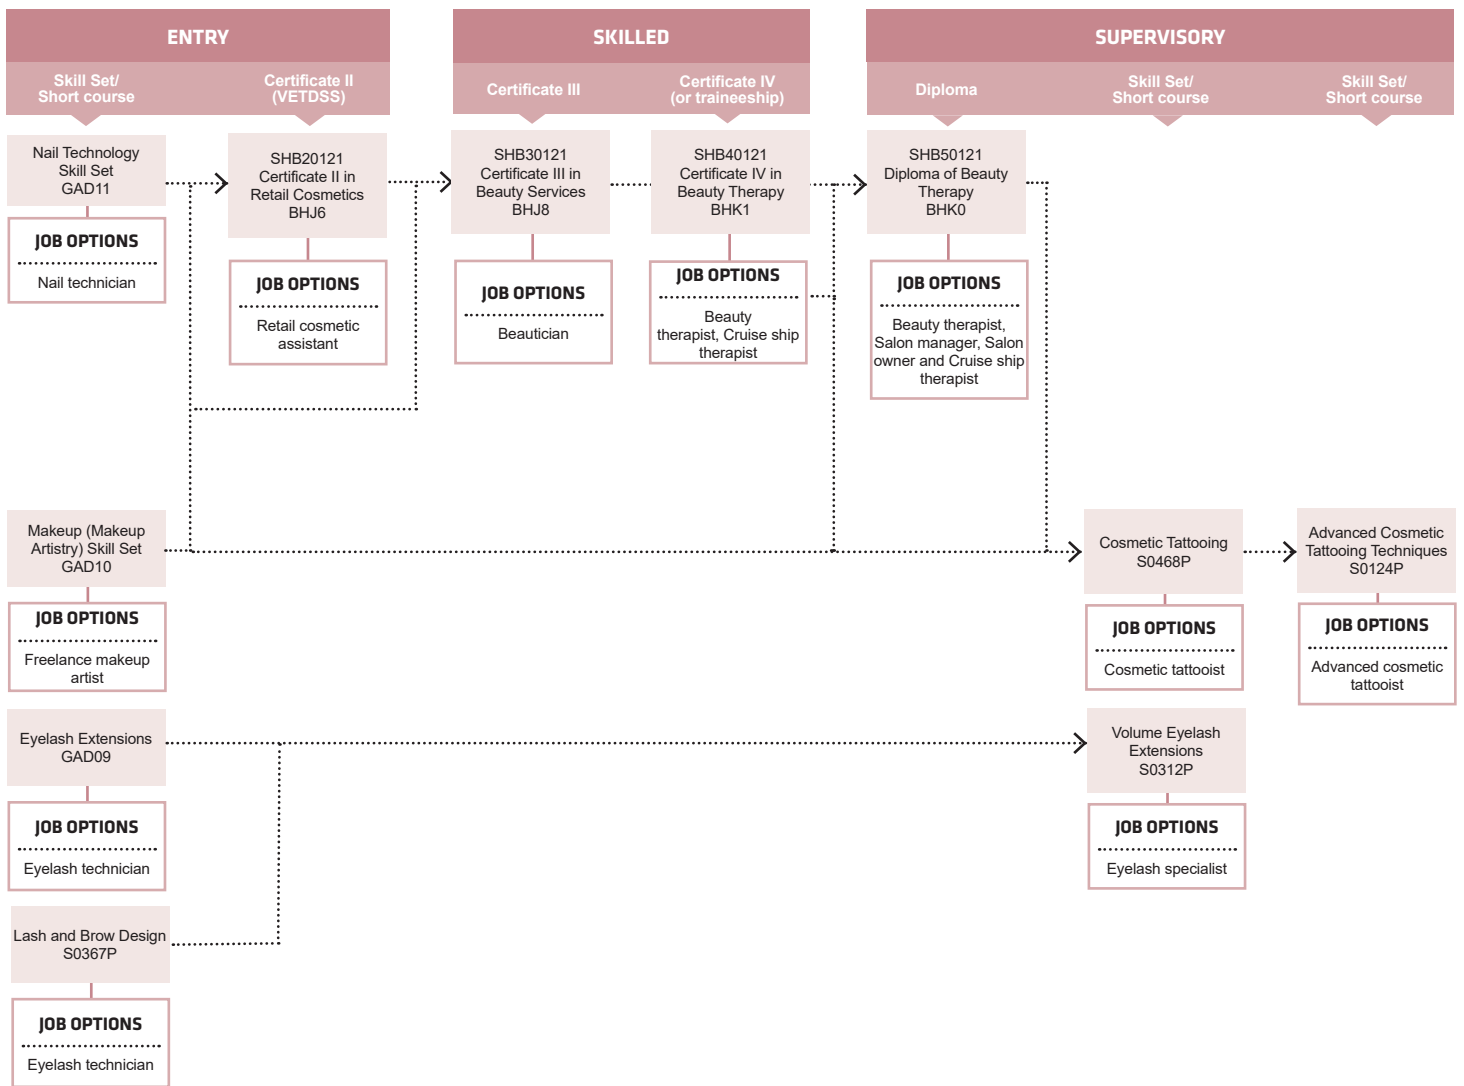 ENTRY
SKILLED
SUPERVISORY
Skill Set/
Short course
Certificate II
(VETDSS)
Certificate III
Certificate IV
(or traineeship)
Diploma
Skill Set/
Short course
Skill Set/
Short course
Nail Technology
Skill Set
GAD11
JOB OPTIONS
Nail technician
SHB20121
Certificate II in
Retail Cosmetics
BHJ6
JOB OPTIONS
Retail cosmetic
assistant
SHB30121
Certificate III in
Beauty Services
BHJ8
JOB OPTIONS
Beautician
SHB40121
Certificate IV in
Beauty Therapy
BHK1
JOB OPTIONS
Beauty
therapist, Cruise ship
therapist
SHB50121
Diploma of Beauty
Therapy
BHK0
JOB OPTIONS
Beauty therapist,
Salon manager, Salon
owner and Cruise ship
therapist
Makeup (Makeup
Artistry) Skill Set
GAD10
JOB OPTIONS
Freelance makeup
artist
Cosmetic Tattooing
S0468P
JOB OPTIONS
Cosmetic tattooist
Advanced Cosmetic
Tattooing Techniques
S0124P
JOB OPTIONS
Advanced cosmetic
tattooist
Eyelash Extensions
GAD09
JOB OPTIONS
Eyelash technician
Volume Eyelash
Extensions
S0312P
JOB OPTIONS
Eyelash specialist
Lash and Brow Design
S0367P
JOB OPTIONS
Eyelash technician